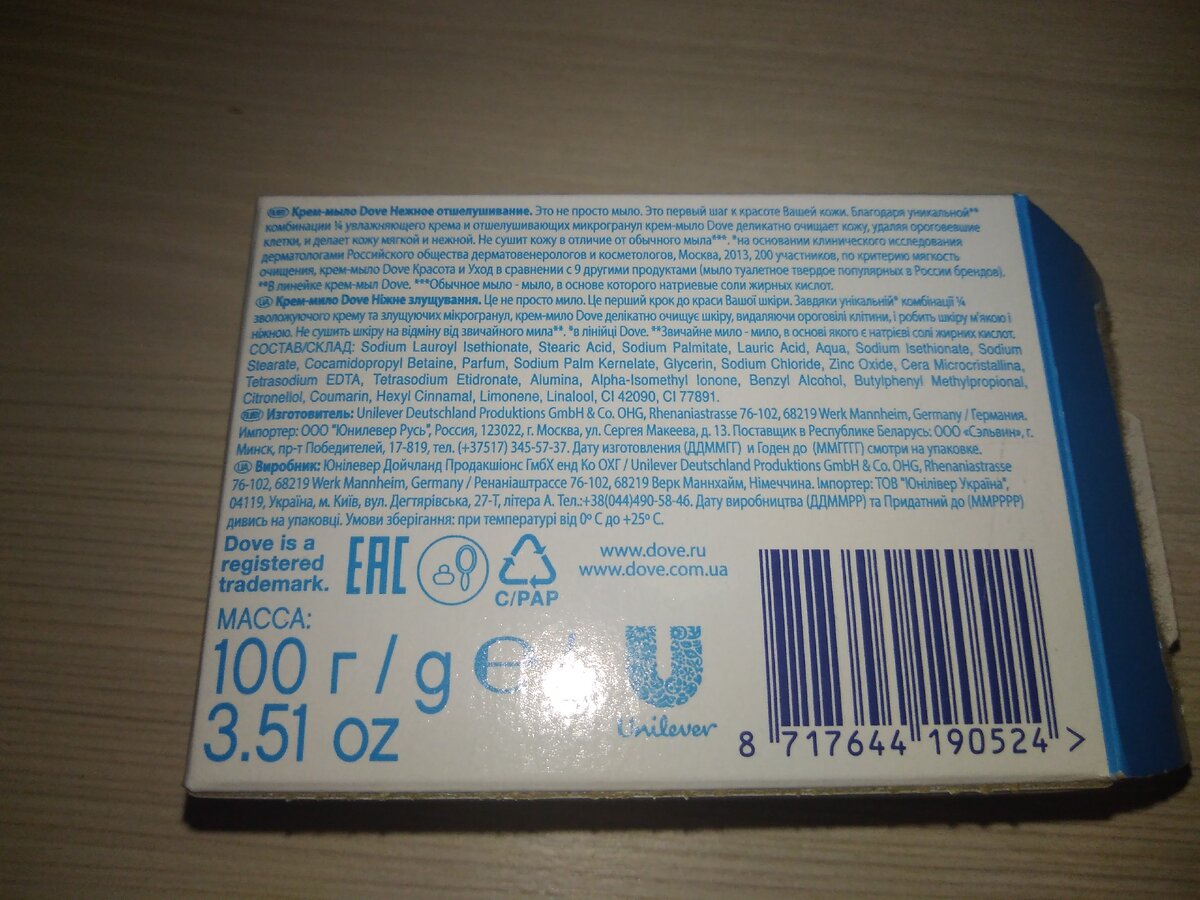 RU/BY Крем-мыло Dove Нежное отшелушивание. Это не просто мыло. Это первый шаг к красоте Вашей кожи. Благодаря уникальной**
комбинации ¼ увлажняющего крема и отшелушивающих микрогранул крем-мыло Dove деликатно очищает кожу, удаляя ороговевшие
клетки, и делает кожу мягкой и нежной. Не сушит кожу в отличие от обычного мыла***. *на основании клинического исследования
дерматологами Российского общества дерматовенерологов и косметологов, Москва, 2013, 200 участников, по критерию мягкость
очищения, крем-мыло Dove Красота и Уход в сравнении с 9 другими продуктами (мыло туалетное твердое популярных в России брендов).
**В линейке крем-мыл Dove. ***Обычное мыло - мыло, в основе которого натриевые соли жирных кислот.
UA Крем-мило Dove Ніжне злущування. Це не просто мило. Це перший крок до краси Вашої шкіри. Завдяки унікальній* комбінації ¼
зволожуючого крему та злущуючих мікрогранул, крем-мило Dove делікатно очищує шкіру, видаляючи ороговілі клітини, і робить шкіру м'якою і
ніжною. Не сушить шкіру на відміну від звичайного мила**. *в лінійці Dove. **Звичайне мило - мило, в основі якого є натрієві солі жирних кислот.
СОСТАВ/СКЛАД: Sodium Lauroyl Isethionate, Stearic Acid, Sodium Palmitate, Lauric Acid, Aqua, Sodium Isethionate, Sodium
Stearate, Cocamidopropyl Betaine, Parfum, Sodium Palm Kernelate, Glycerin, Sodium Chloride, Zinc Oxide, Cera Microcristallina,
Tetrasodium EDTA, Tetrasodium Etidronate, Alumina, Alpha-Isomethyl Ionone, Benzyl Alcohol, Butylphenyl Methylpropional,
Citronellol, Coumarin, Hexyl Cinnamal, Limonene, Linalool, CI 42090, CI 77891.
RU/BY Изготовитель: Unilever Deutschland Produktions GmbH & Co. OHG, Rhenaniastrasse 76-102, 68219 Werk Mannheim, Germany / Германия.
Импортер: ООО "Юнилевер Русь", Россия, 123022, г. Москва, ул. Сергея Макеева, д. 13. Поставщик в Республике Беларусь: ООО «Сэльвин», г.
Минск, пр-т Победителей, 17-819, тел. (+37517) 345-57-37. Дату изготовления (ДДММГГ) и Годен до (ММГГГГ) смотри на упаковке.
UA Виробник: Юнілевер Дойчланд Продакшіонс ГмбХ енд Ко ОХГ / Unilever Deutschland Produktions GmbH & Co. OHG, Rhenaniastrasse
76-102, 68219 Werk Mannheim, Germany / Ренаніаштрассе 76-102, 68219 Верк Маннхайм, Німеччина. Імпортер: ТОВ "Юнілівер Україна",
04119, Україна, м. Київ, вул. Дегтярівська, 27-Т, літера А. Тел.:+38(044)490-58-46. Дату виробництва (ДДММРР) та Придатний до (ММРРРР)
дивись на упаковці. Умови зберігання: при температурі від 0° С до +25° С.
Dove is a
registered
trademark.
EAC
C/PAP
www.dove.ru
www.dove.com.ua
МАССА:
100 г / g ℮
3.51 oz
Unilever
8 717644 190524 >